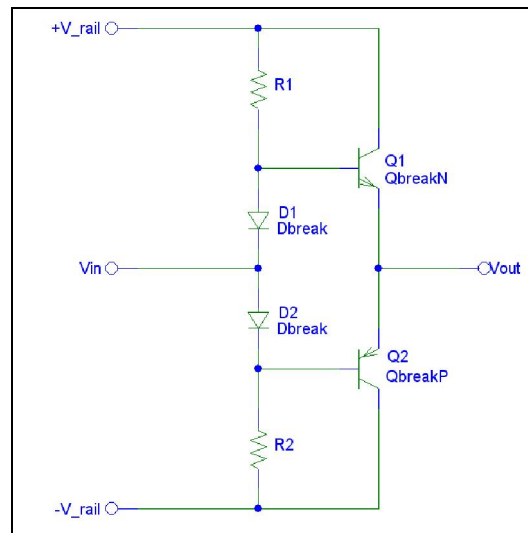 +V_rail
R1
Q1
QbreakN
D1
Dbreak
Vin
Vout
D2
Dbreak
Q2
QbreakP
R2
-V_rail